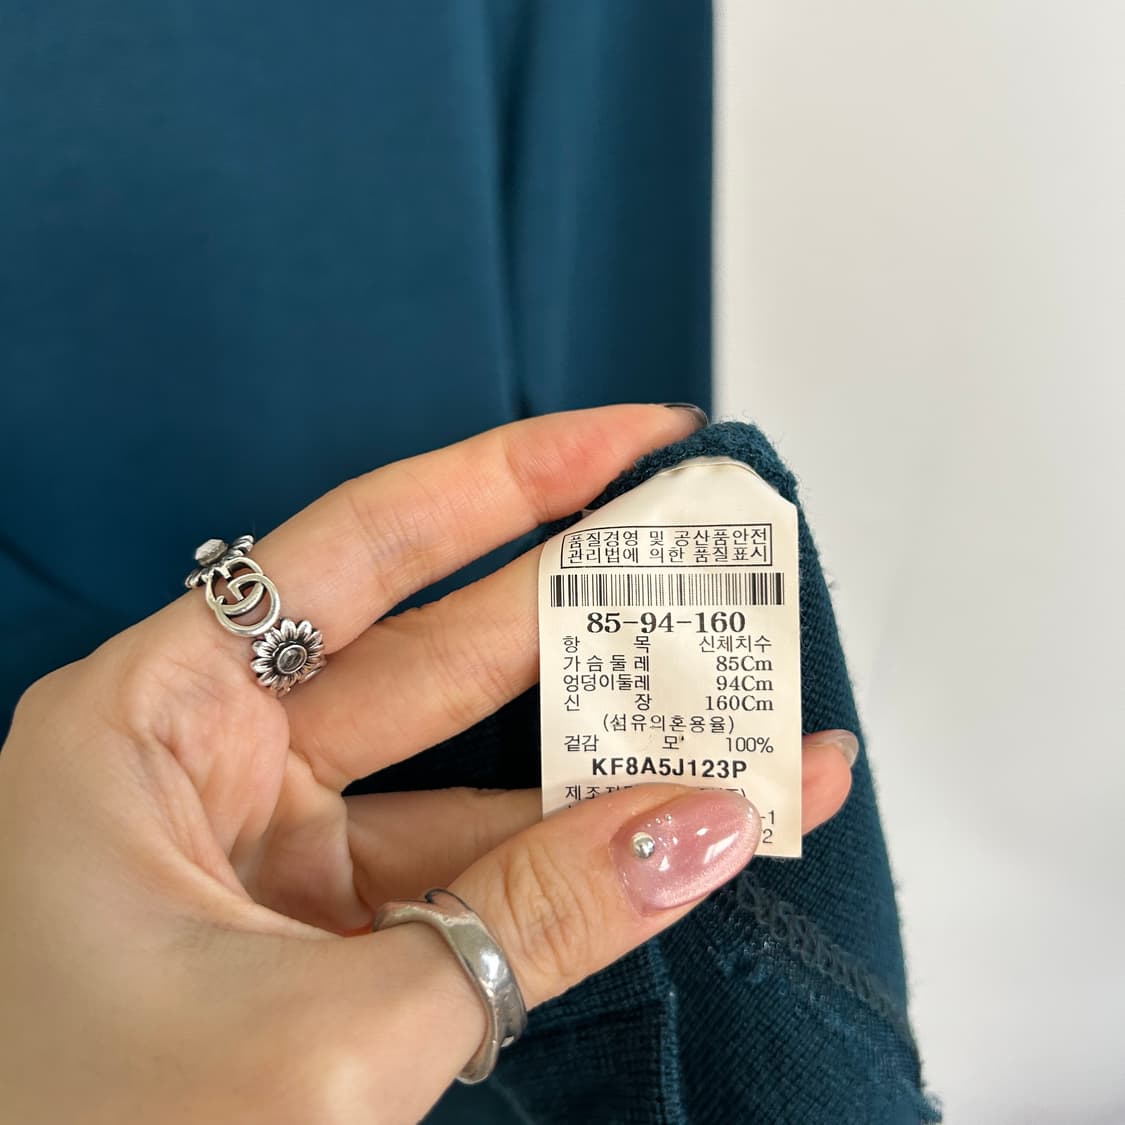 품질경영 및 공산품안전
관리법에 의한 품질표시
85-94-160
항 목 신체치수
가슴둘레 85Cm
엉덩이둘레 94Cm
신 장 160Cm
(섬유의혼용율)
겉감 모 100%
KF8A5J123P
-1
2